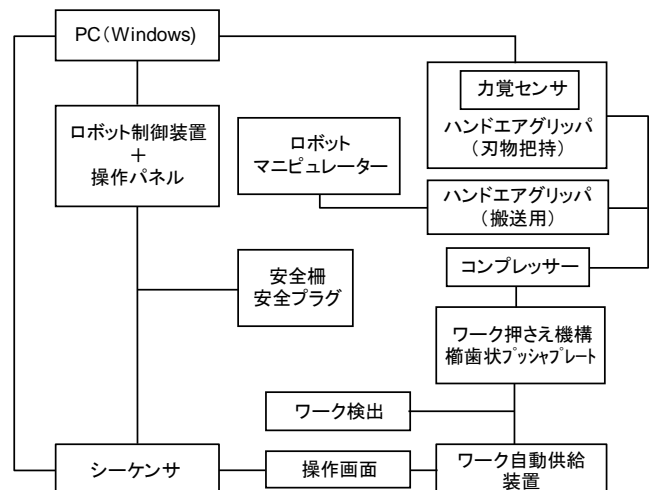 PC(Windows)
力覚センサ
ハンドエアグリッパ
(刃物把持)
ロボット制御装置
+
操作パネル
ロボット
マニピュレーター
ハンドエアグリッパ
(搬送用)
コンプレッサー
安全柵
安全プラグ
ワーク押さえ機構
櫛歯状プッシャプレート
ワーク検出
シーケンサ
操作画面
ワーク自動供給
装置